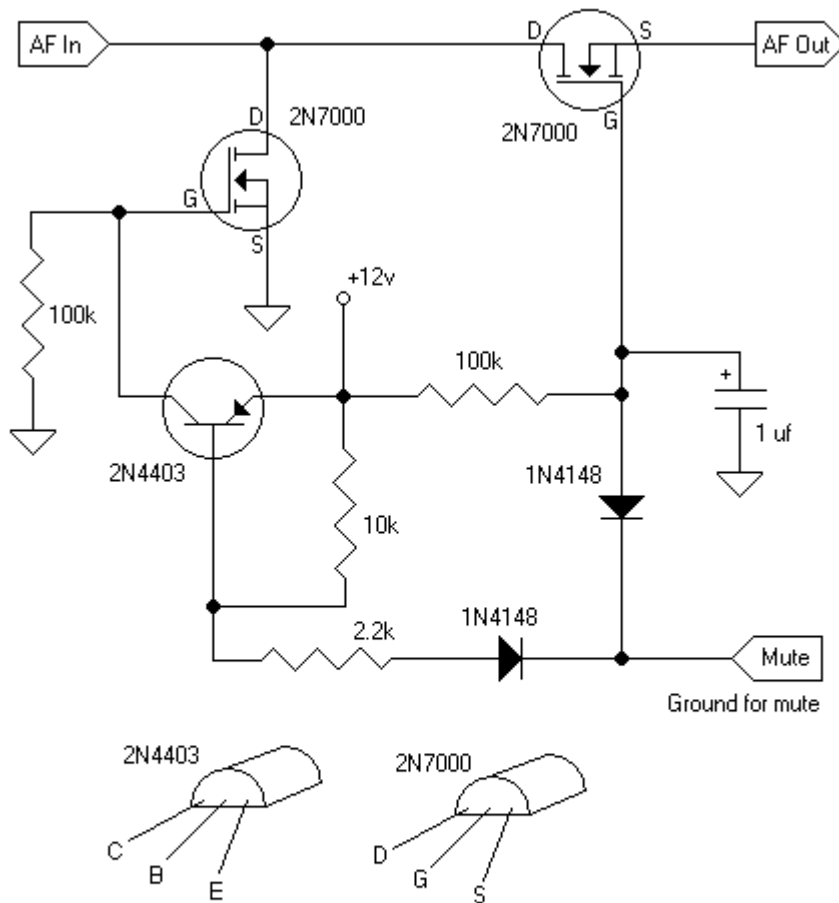 AF In
D
S
AF Out
2N7000
D
2N7000
G
G
S
+12v
100k
100k
+
1 uf
2N4403
1N4148
10k
1N4148
2.2k
Mute
Ground for mute
2N4403
2N7000
C
B
E
D
G
S